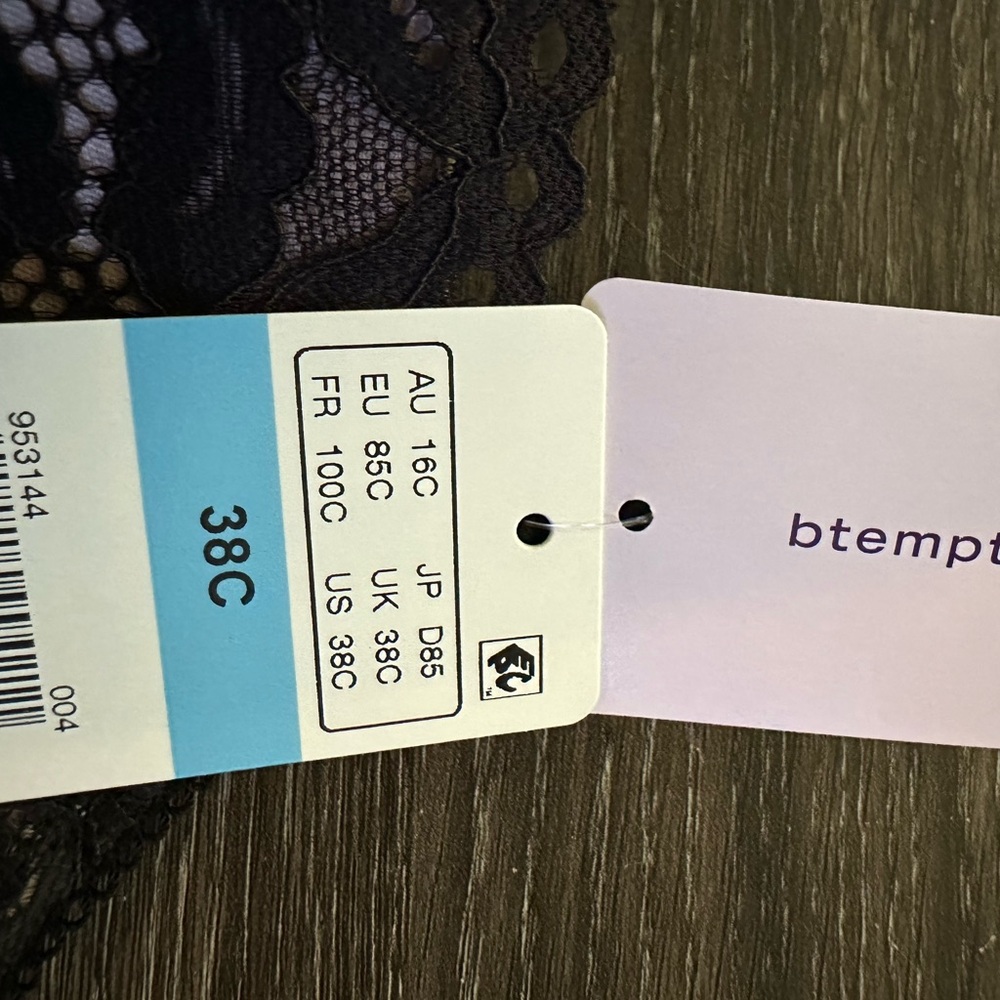 AU 16C JP D85
EU 85C UK 38C
FR 100C US 38C
38C
953144
004
btempt